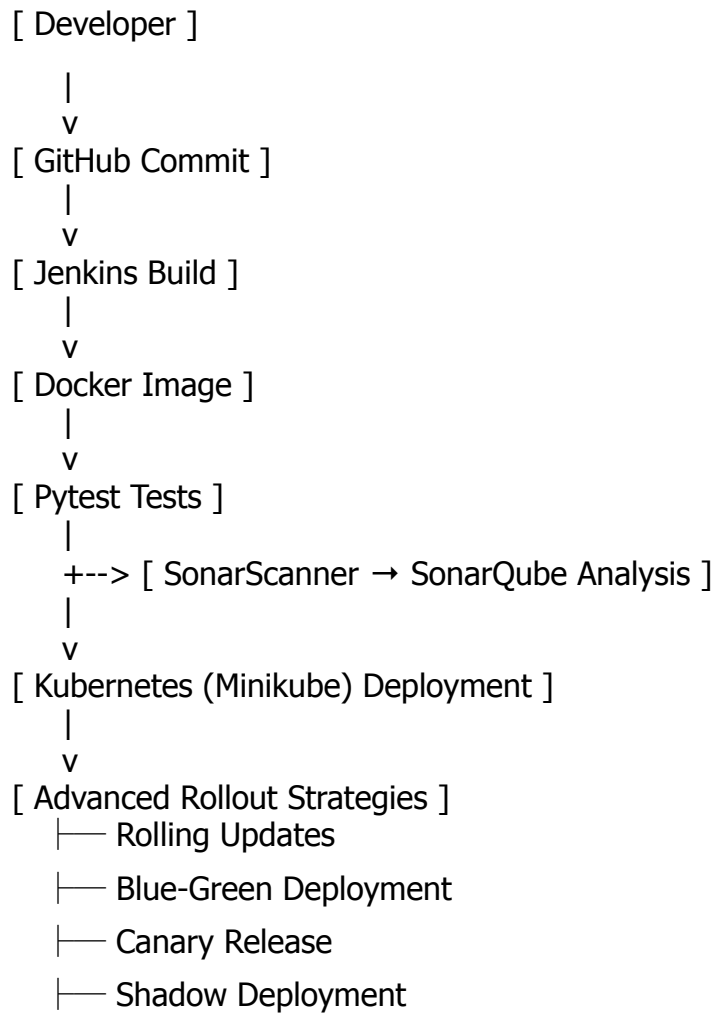 [ Developer ]
|
v
[ GitHub Commit ]
|
v
[ Jenkins Build ]
|
v
[ Docker Image ]
|
v
[ Pytest Tests ]
|
+--> [ SonarScanner → SonarQube Analysis ]
|
v
[ Kubernetes (Minikube) Deployment ]
|
v
[ Advanced Rollout Strategies ]
├── Rolling Updates
├── Blue-Green Deployment
├── Canary Release
├── Shadow Deployment